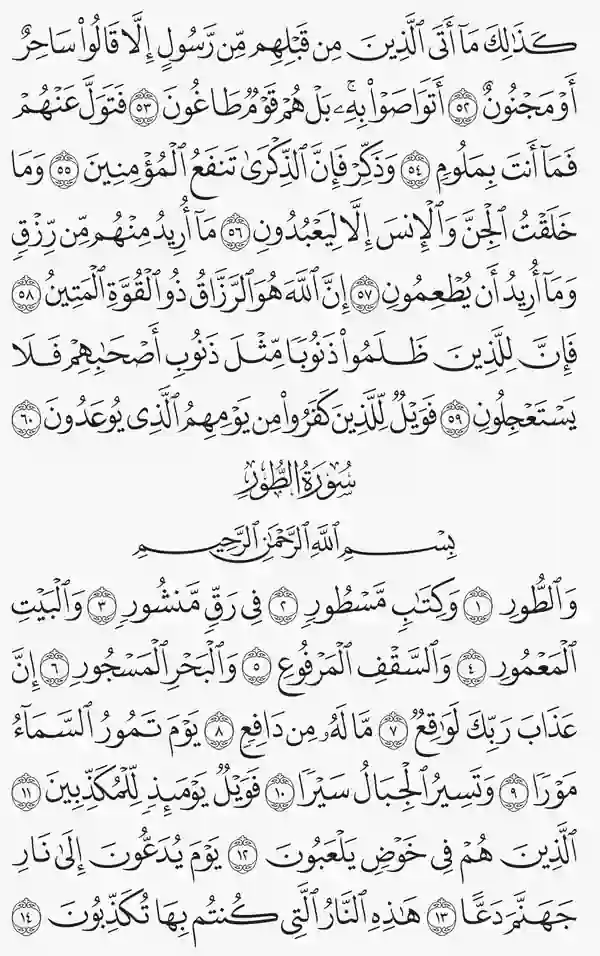 كَذَٰلِكَ مَآ أَتَى ٱلَّذِينَ مِن قَبْلِهِم مِّن رَّسُولٍ إِلَّا قَالُوا۟ سَاحِرٌ
أَوْ مَجْنُونٌ ٥٢ أَتَوَاصَوْا۟ بِهِۦ ۚ بَلْ هُمْ قَوْمٌ طَاغُونَ ٥٣ فَتَوَلَّ عَنْهُمْ
فَمَآ أَنتَ بِمَلُومٍ ٥٤ وَذَكِّرْ فَإِنَّ ٱلذِّكْرَىٰ تَنفَعُ ٱلْمُؤْمِنِينَ ٥٥ وَمَا
خَلَقْتُ ٱلْجِنَّ وَٱلْإِنسَ إِلَّا لِيَعْبُدُونِ ٥٦ مَآ أُرِيدُ مِنْهُم مِّن رِّزْقٍ
وَمَآ أُرِيدُ أَن يُطْعِمُونِ ٥٧ إِنَّ ٱللَّهَ هُوَ ٱلرَّزَّاقُ ذُو ٱلْقُوَّةِ ٱلْمَتِينُ ٥٨
فَإِنَّ لِلَّذِينَ ظَلَمُوا۟ ذَنُوبًا مِّثْلَ ذَنُوبِ أَصْحَٰبِهِمْ فَلَا
يَسْتَعْجِلُونِ ٥٩ فَوَيْلٌ لِّلَّذِينَ كَفَرُوا۟ مِن يَوْمِهِمُ ٱلَّذِى يُوعَدُونَ ٦٠
سُورَةُ الطُّورِ
بِسْمِ ٱللَّهِ ٱلرَّحْمَٰنِ ٱلرَّحِيمِ
وَٱلطُّورِ ١ وَكِتَٰبٍ مَّسْطُورٍ ٢ فِى رَقٍّ مَّنشُورٍ ٣ وَٱلْبَيْتِ
ٱلْمَعْمُورِ ٤ وَٱلسَّقْفِ ٱلْمَرْفُوعِ ٥ وَٱلْبَحْرِ ٱلْمَسْجُورِ ٦ إِنَّ
عَذَابَ رَبِّكَ لَوَٰقِعٌ ٧ مَّا لَهُۥ مِن دَافِعٍ ٨ يَوْمَ تَمُورُ ٱلسَّمَآءُ
مَوْرًا ٩ وَتَسِيرُ ٱلْجِبَالُ سَيْرًا ١٠ فَوَيْلٌ يَوْمَئِذٍ لِّلْمُكَذِّبِينَ ١١
ٱلَّذِينَ هُمْ فِى خَوْضٍ يَلْعَبُونَ ١٢ يَوْمَ يُدَعُّونَ إِلَىٰ نَارِ
جَهَنَّمَ دَعًّا ١٣ هَٰذِهِ ٱلنَّارُ ٱلَّتِى كُنتُم بِهَا تُكَذِّبُونَ ١٤